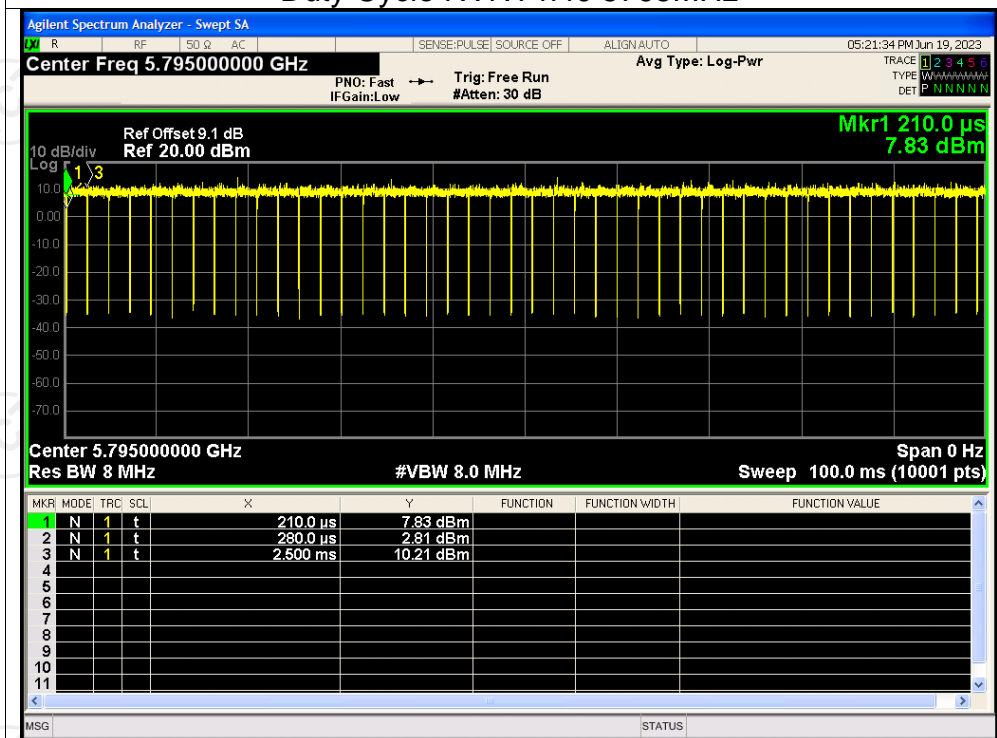 Agilent Spectrum Analyzer - Swept SA
LXI R RF 50 Ω AC SENSE:PULSE SOURCE OFF ALIGN AUTO 05:21:34 PM Jun 19, 2023
Center Freq 5.795000000 GHz Avg Type: Log-Pwr TRACE 1 2 3 4 5 6
PNO: Fast Trig: Free Run TYPE
IFGain:Low #Atten: 30 dB DET P N N N N N
Mkr1 210.0 µs
Ref Offset 9.1 dB
10 dB/div Ref 20.00 dBm 7.83 dBm
Log
1 3
10.0
0.00
-10.0
-20.0
-30.0
-40.0
-50.0
-60.0
-70.0
Center 5.795000000 GHz Span 0 Hz
Res BW 8 MHz #VBW 8.0 MHz Sweep 100.0 ms (10001 pts)
MKR MODE TRC SCL X Y FUNCTION FUNCTION WIDTH FUNCTION VALUE
1 N 1 t 210.0 µs 7.83 dBm
2 N 1 t 280.0 µs 2.81 dBm
3 N 1 t 2.500 ms 10.21 dBm
4
5
6
7
8
9
10
11
MSG STATUS